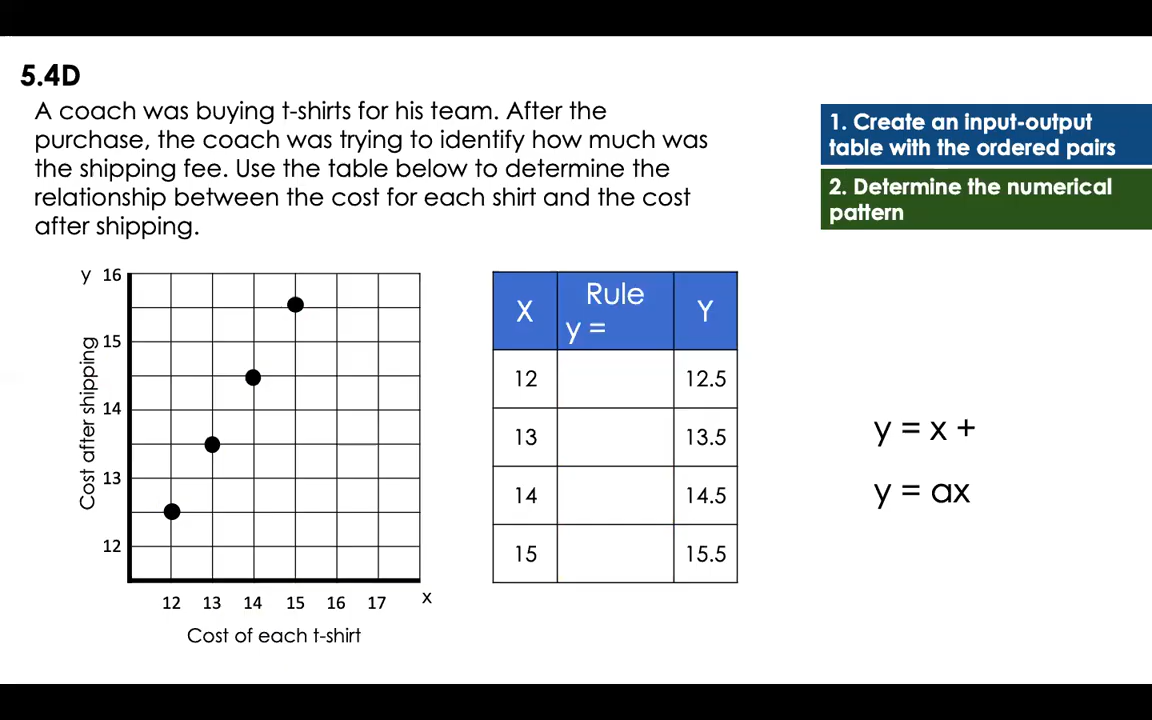 5.4D
A coach was buying t-shirts for his team. After the
purchase, the coach was trying to identify how much was
the shipping fee. Use the table below to determine the
relationship between the cost for each shirt and the cost
after shipping.
1. Create an input-output
table with the ordered pairs
2. Determine the numerical
pattern
y
16
15
14
13
12
Cost after shipping
12 13 14 15 16 17
x
Cost of each t-shirt
X Rule Y
y =
12 12.5
13 13.5
14 14.5
15 15.5
y = x +
y = ax